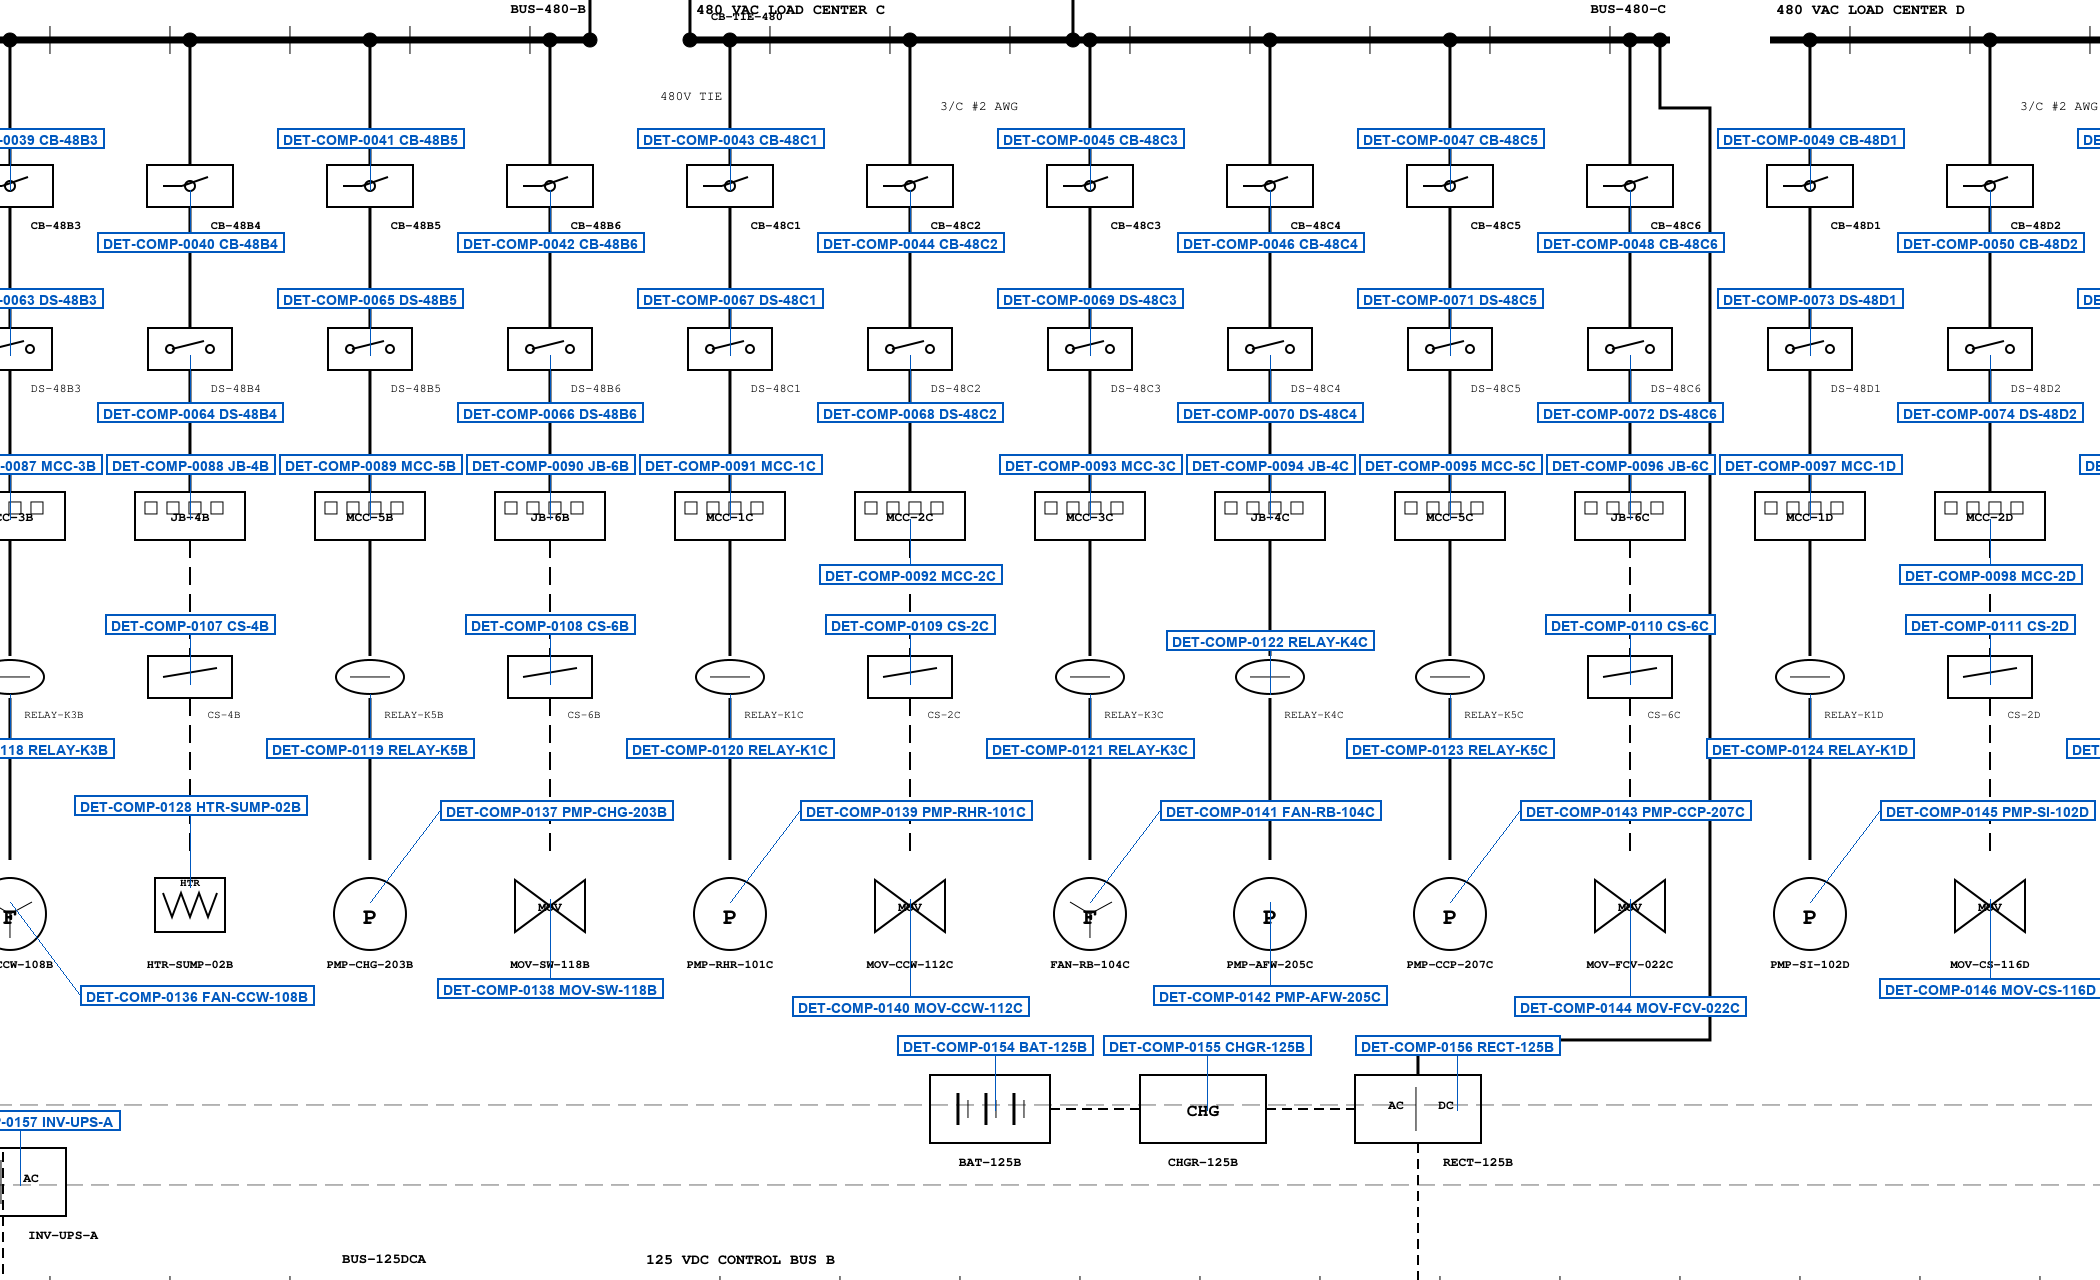 BUS-480-B
480 VAC LOAD CENTER C
CB-TIE-480
BUS-480-C
480 VAC LOAD CENTER D
480V TIE
3/C #2 AWG
3/C #2 AWG
-0039 CB-48B3
DET-COMP-0041 CB-48B5
DET-COMP-0043 CB-48C1
DET-COMP-0045 CB-48C3
DET-COMP-0047 CB-48C5
DET-COMP-0049 CB-48D1
DE
CB-48B3
CB-48B4
CB-48B5
CB-48B6
CB-48C1
CB-48C2
CB-48C3
CB-48C4
CB-48C5
CB-48C6
CB-48D1
CB-48D2
DET-COMP-0040 CB-48B4
DET-COMP-0042 CB-48B6
DET-COMP-0044 CB-48C2
DET-COMP-0046 CB-48C4
DET-COMP-0048 CB-48C6
DET-COMP-0050 CB-48D2
-0063 DS-48B3
DET-COMP-0065 DS-48B5
DET-COMP-0067 DS-48C1
DET-COMP-0069 DS-48C3
DET-COMP-0071 DS-48C5
DET-COMP-0073 DS-48D1
DE
DS-48B3
DS-48B4
DS-48B5
DS-48B6
DS-48C1
DS-48C2
DS-48C3
DS-48C4
DS-48C5
DS-48C6
DS-48D1
DS-48D2
DET-COMP-0064 DS-48B4
DET-COMP-0066 DS-48B6
DET-COMP-0068 DS-48C2
DET-COMP-0070 DS-48C4
DET-COMP-0072 DS-48C6
DET-COMP-0074 DS-48D2
-0087 MCC-3B
DET-COMP-0088 JB-4B
DET-COMP-0089 MCC-5B
DET-COMP-0090 JB-6B
DET-COMP-0091 MCC-1C
DET-COMP-0093 MCC-3C
DET-COMP-0094 JB-4C
DET-COMP-0095 MCC-5C
DET-COMP-0096 JB-6C
DET-COMP-0097 MCC-1D
DE
CC-3B
JB-4B
MCC-5B
JB-6B
MCC-1C
MCC-2C
MCC-3C
JB-4C
MCC-5C
JB-6C
MCC-1D
MCC-2D
DET-COMP-0092 MCC-2C
DET-COMP-0098 MCC-2D
DET-COMP-0107 CS-4B
DET-COMP-0108 CS-6B
DET-COMP-0109 CS-2C
DET-COMP-0110 CS-6C
DET-COMP-0111 CS-2D
DET-COMP-0122 RELAY-K4C
RELAY-K3B
CS-4B
RELAY-K5B
CS-6B
RELAY-K1C
CS-2C
RELAY-K3C
RELAY-K4C
RELAY-K5C
CS-6C
RELAY-K1D
CS-2D
118 RELAY-K3B
DET-COMP-0119 RELAY-K5B
DET-COMP-0120 RELAY-K1C
DET-COMP-0121 RELAY-K3C
DET-COMP-0123 RELAY-K5C
DET-COMP-0124 RELAY-K1D
DET
DET-COMP-0128 HTR-SUMP-02B
DET-COMP-0137 PMP-CHG-203B
DET-COMP-0139 PMP-RHR-101C
DET-COMP-0141 FAN-RB-104C
DET-COMP-0143 PMP-CCP-207C
DET-COMP-0145 PMP-SI-102D
F
HTR
P
MOV
P
MOV
F
P
P
MOV
P
MOV
CCW-108B
HTR-SUMP-02B
PMP-CHG-203B
MOV-SW-118B
PMP-RHR-101C
MOV-CCW-112C
FAN-RB-104C
PMP-AFW-205C
PMP-CCP-207C
MOV-FCV-022C
PMP-SI-102D
MOV-CS-116D
DET-COMP-0136 FAN-CCW-108B
DET-COMP-0138 MOV-SW-118B
DET-COMP-0140 MOV-CCW-112C
DET-COMP-0142 PMP-AFW-205C
DET-COMP-0144 MOV-FCV-022C
DET-COMP-0146 MOV-CS-116D
DET-COMP-0154 BAT-125B
DET-COMP-0155 CHGR-125B
DET-COMP-0156 RECT-125B
CHG
AC
DC
BAT-125B
CHGR-125B
RECT-125B
-0157 INV-UPS-A
AC
INV-UPS-A
BUS-125DCA
125 VDC CONTROL BUS B